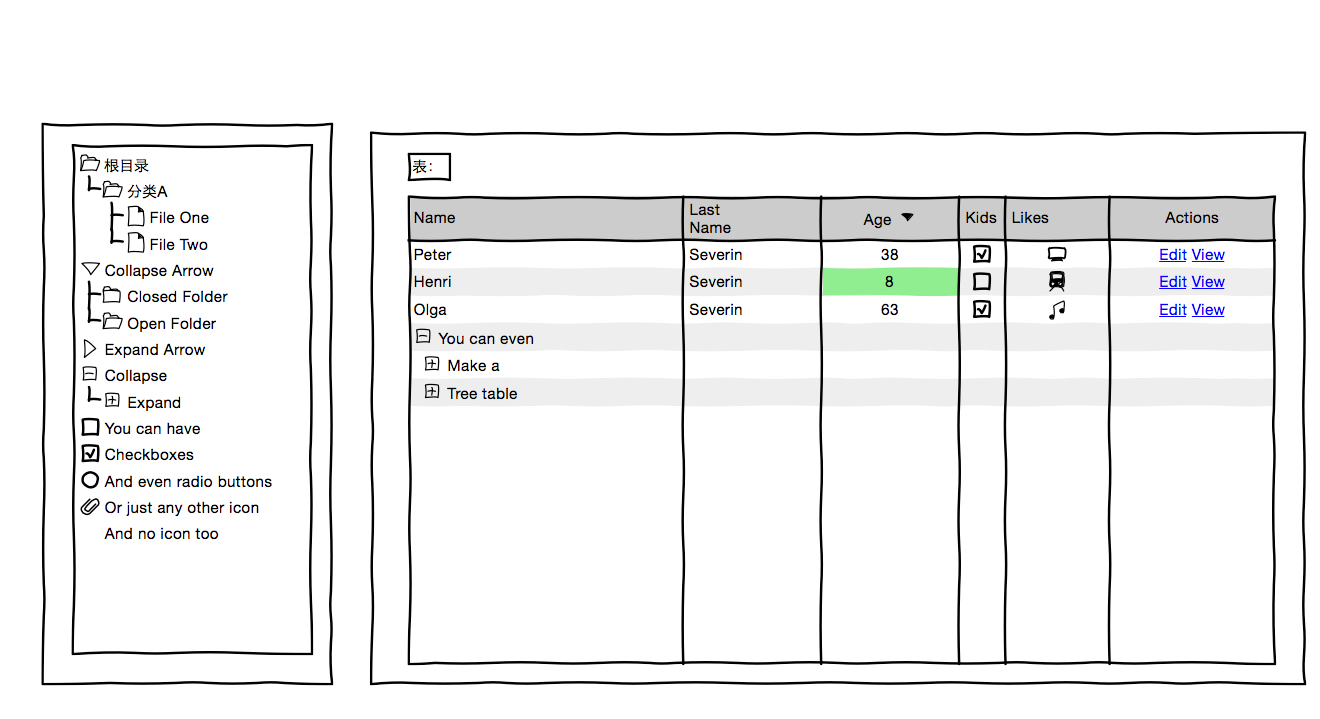 根目录
分类A
File One
File Two
Collapse Arrow
Closed Folder
Open Folder
Expand Arrow
Collapse
Expand
You can have
Checkboxes
And even radio buttons
Or just any other icon
And no icon too
表：
Name Last Name Age Kids Likes Actions
Peter Severin 38 Edit View
Henri Severin 8 Edit View
Olga Severin 63 Edit View
You can even
Make a
Tree table